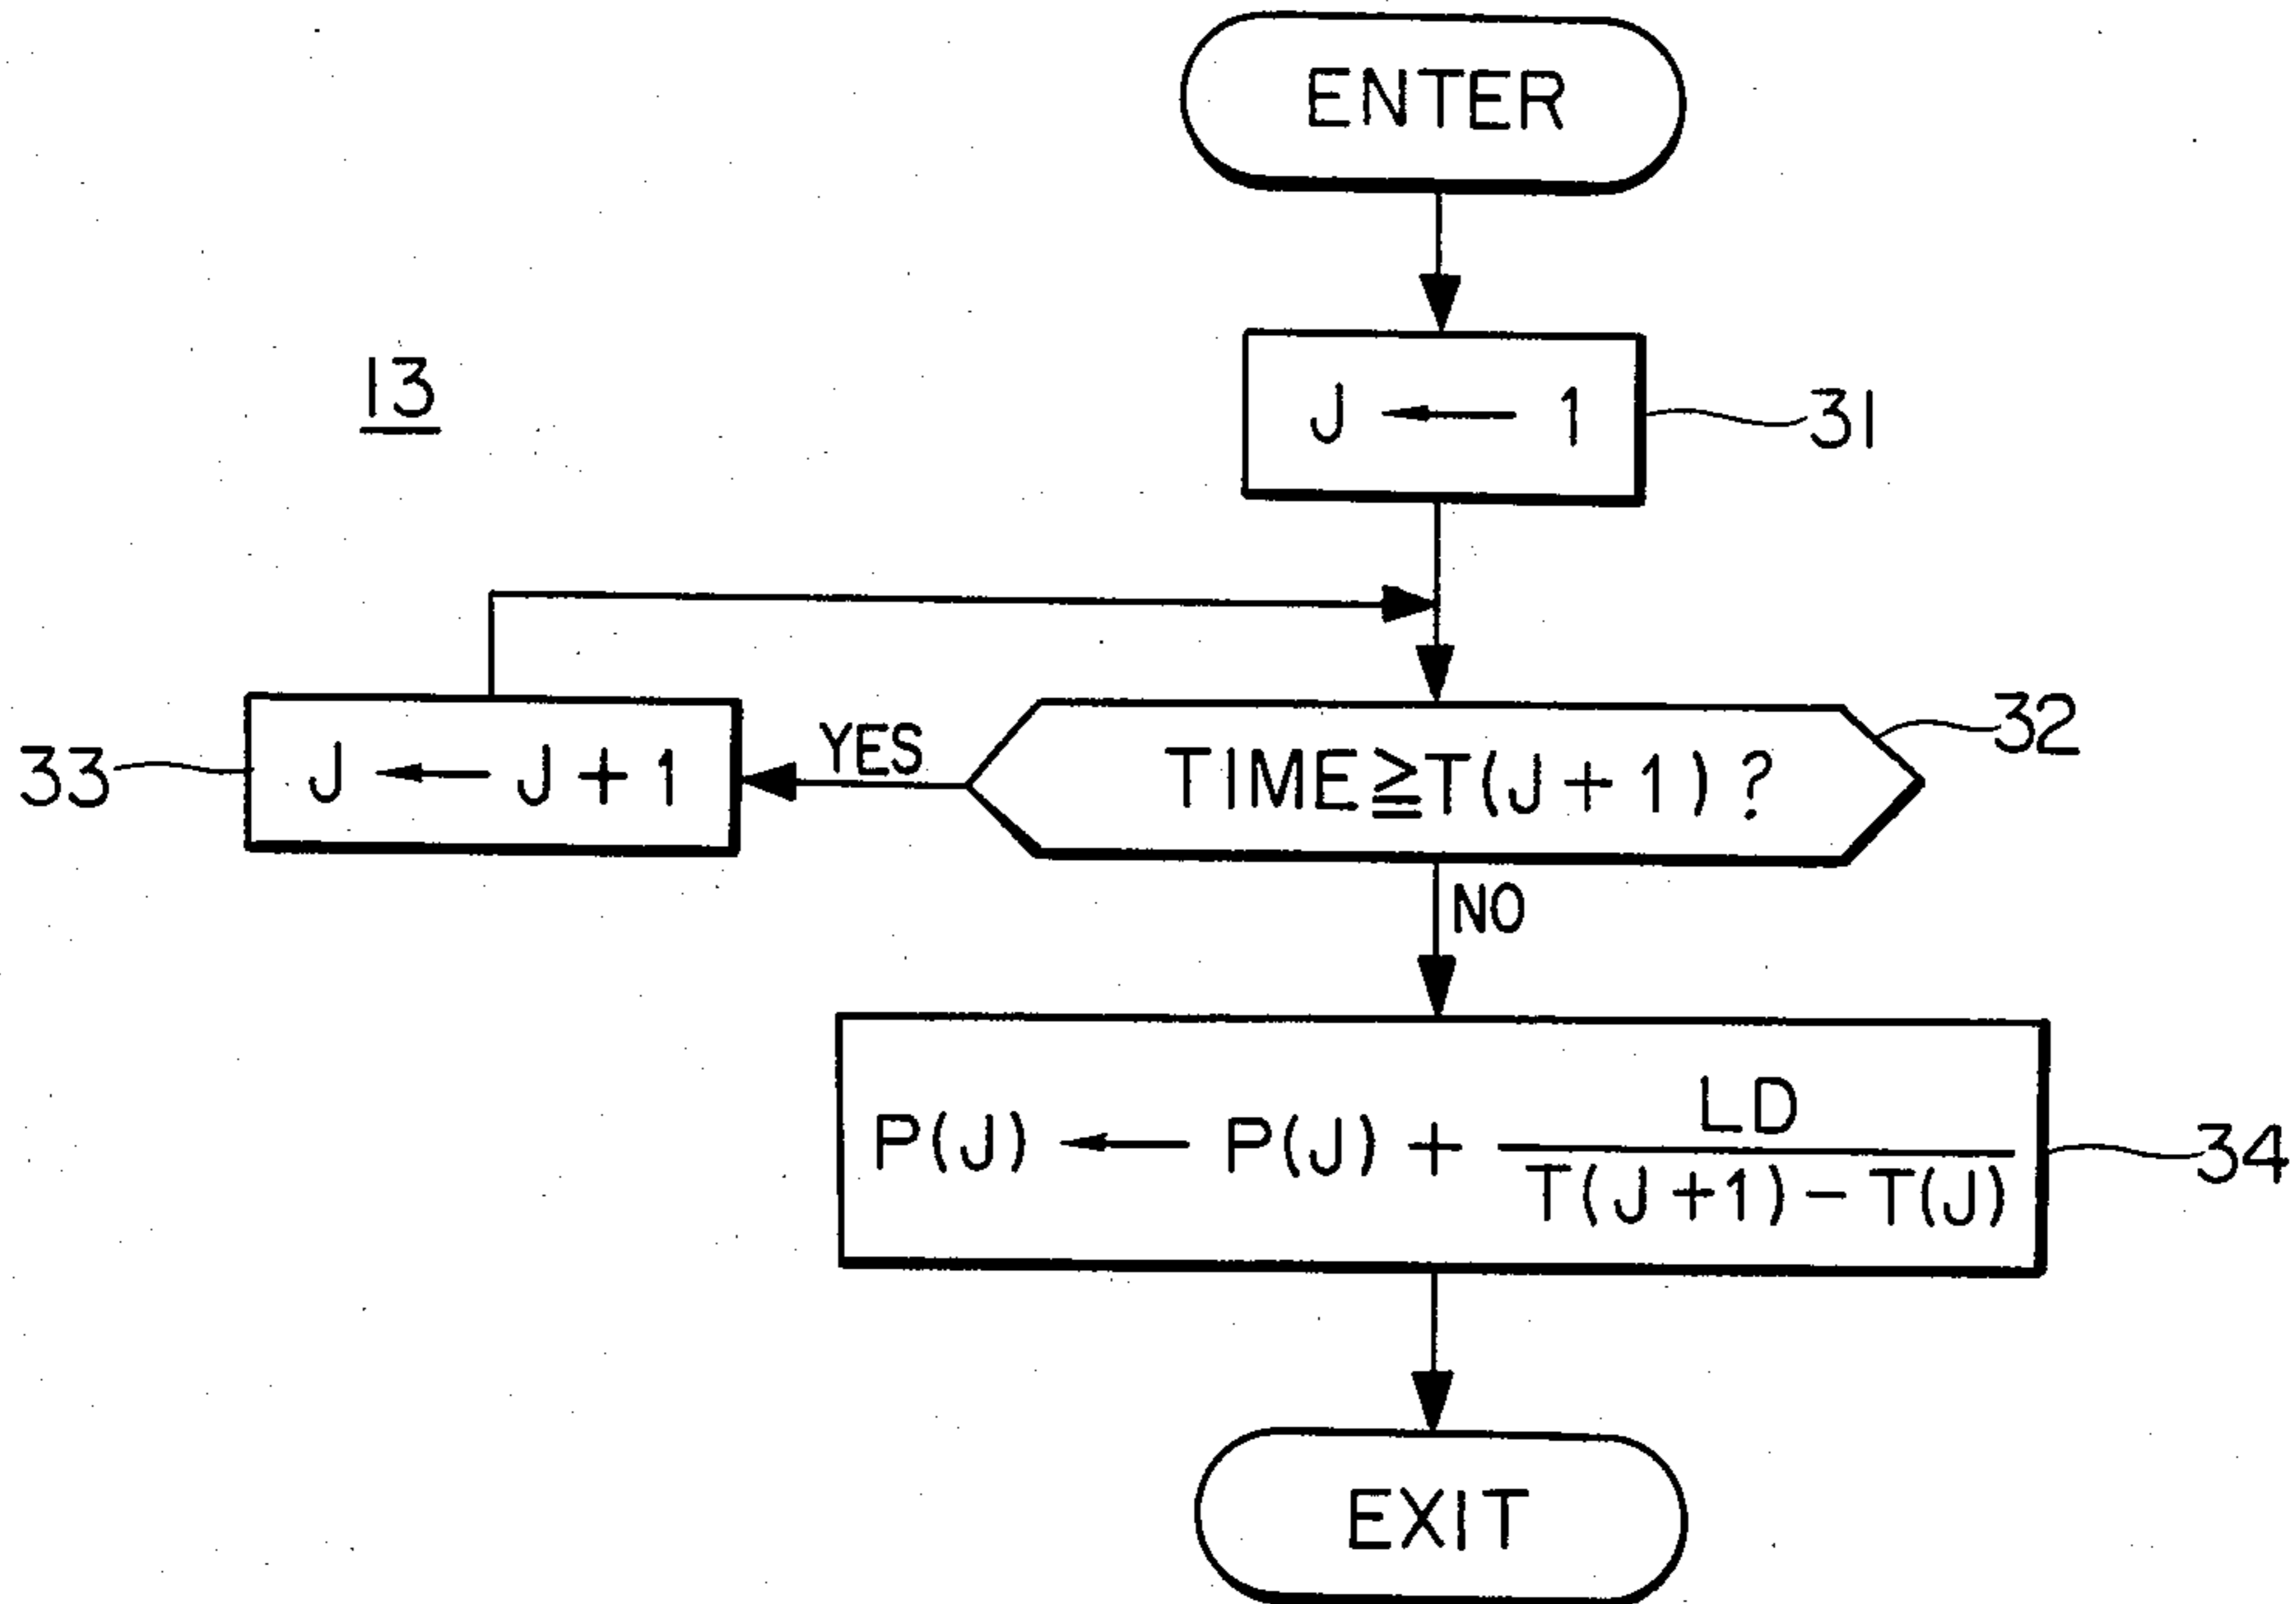 ENTER
13
J ← 1
31
33
J ← J + 1
YES
TIME ≧ T(J + 1) ?
32
NO
P(J) ← P(J) + LD / T(J+1) − T(J)
34
EXIT